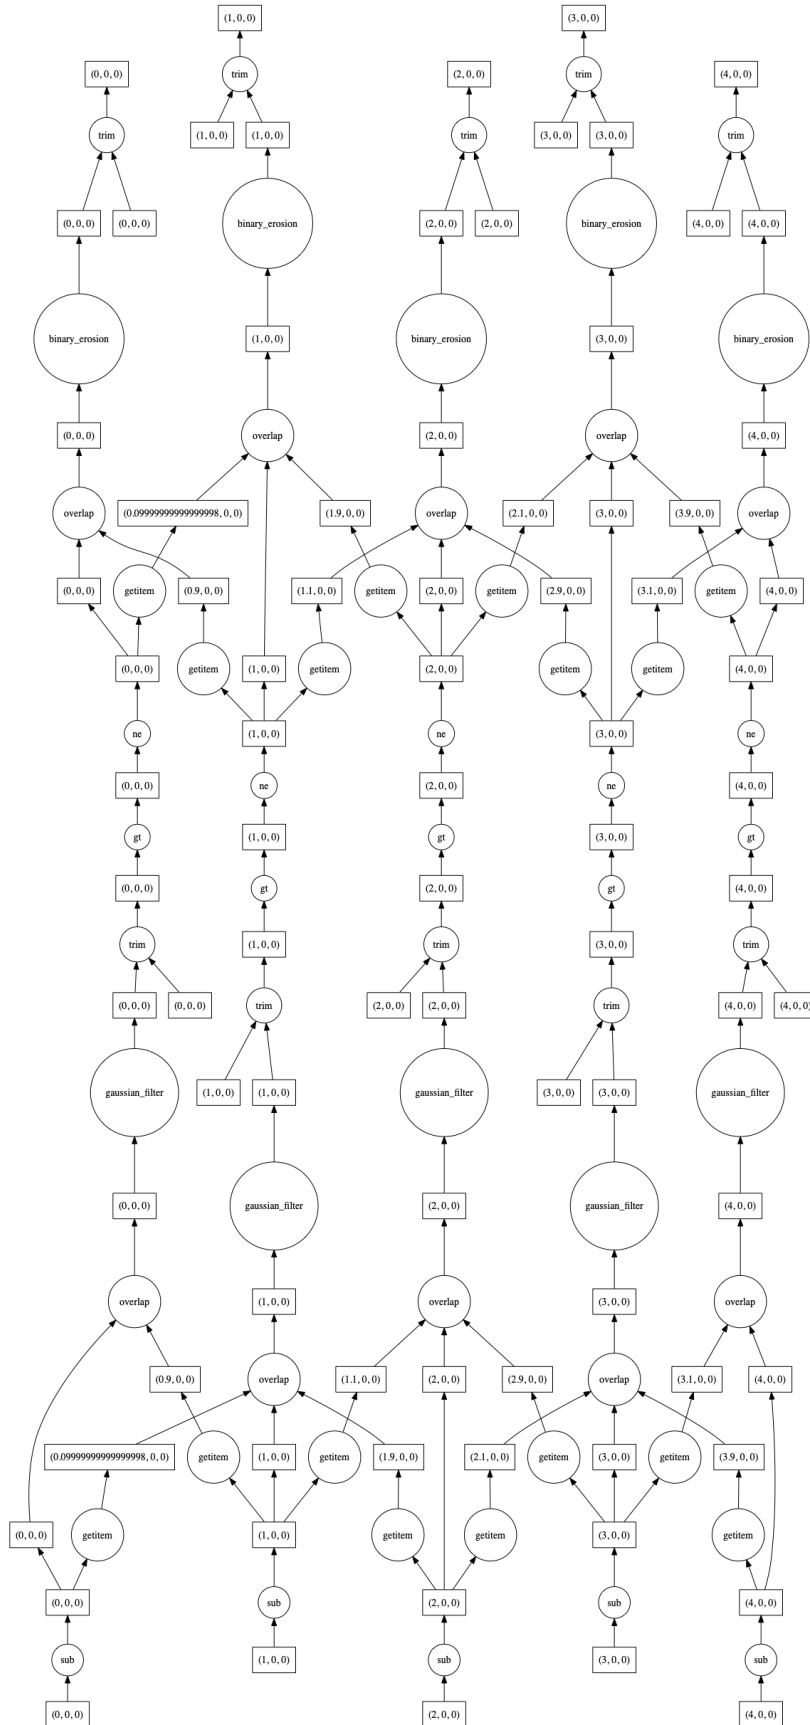 (1, 0, 0) (3, 0, 0)
(0, 0, 0) trim (2, 0, 0) trim (4, 0, 0)
trim (1, 0, 0) (1, 0, 0) trim (3, 0, 0) (3, 0, 0) trim
(0, 0, 0) (0, 0, 0) binary_erosion (2, 0, 0) (2, 0, 0) binary_erosion (4, 0, 0) (4, 0, 0)
binary_erosion (1, 0, 0) binary_erosion (3, 0, 0) binary_erosion
(0, 0, 0) overlap (2, 0, 0) overlap (4, 0, 0)
overlap (0.09999999999999998, 0, 0) (1.9, 0, 0) overlap (2.1, 0, 0) (3, 0, 0) (3.9, 0, 0) overlap
(0, 0, 0) getitem (0.9, 0, 0) (1.1, 0, 0) getitem (2, 0, 0) getitem (2.9, 0, 0) (3.1, 0, 0) getitem (4, 0, 0)
(0, 0, 0) getitem (1, 0, 0) getitem (2, 0, 0) getitem getitem (4, 0, 0)
ne (1, 0, 0) ne (3, 0, 0) ne
(0, 0, 0) ne (2, 0, 0) ne (4, 0, 0)
gt (1, 0, 0) gt (3, 0, 0) gt
(0, 0, 0) gt (2, 0, 0) gt (4, 0, 0)
trim (1, 0, 0) trim (3, 0, 0) trim
(0, 0, 0) (0, 0, 0) trim (2, 0, 0) (2, 0, 0) trim (4, 0, 0) (4, 0, 0)
gaussian_filter (1, 0, 0) (1, 0, 0) gaussian_filter (3, 0, 0) (3, 0, 0) gaussian_filter
(0, 0, 0) gaussian_filter (2, 0, 0) gaussian_filter (4, 0, 0)
overlap (1, 0, 0) overlap (3, 0, 0) overlap
(0.9, 0, 0) overlap (1.1, 0, 0) (2, 0, 0) (2.9, 0, 0) overlap (3.1, 0, 0) (4, 0, 0)
(0.09999999999999998, 0, 0) getitem (1, 0, 0) getitem (1.9, 0, 0) (2.1, 0, 0) getitem (3, 0, 0) getitem (3.9, 0, 0)
(0, 0, 0) getitem (1, 0, 0) getitem getitem (3, 0, 0) getitem
(0, 0, 0) sub (2, 0, 0) sub (4, 0, 0)
sub (1, 0, 0) sub (3, 0, 0) sub
(0, 0, 0) (2, 0, 0) (4, 0, 0)